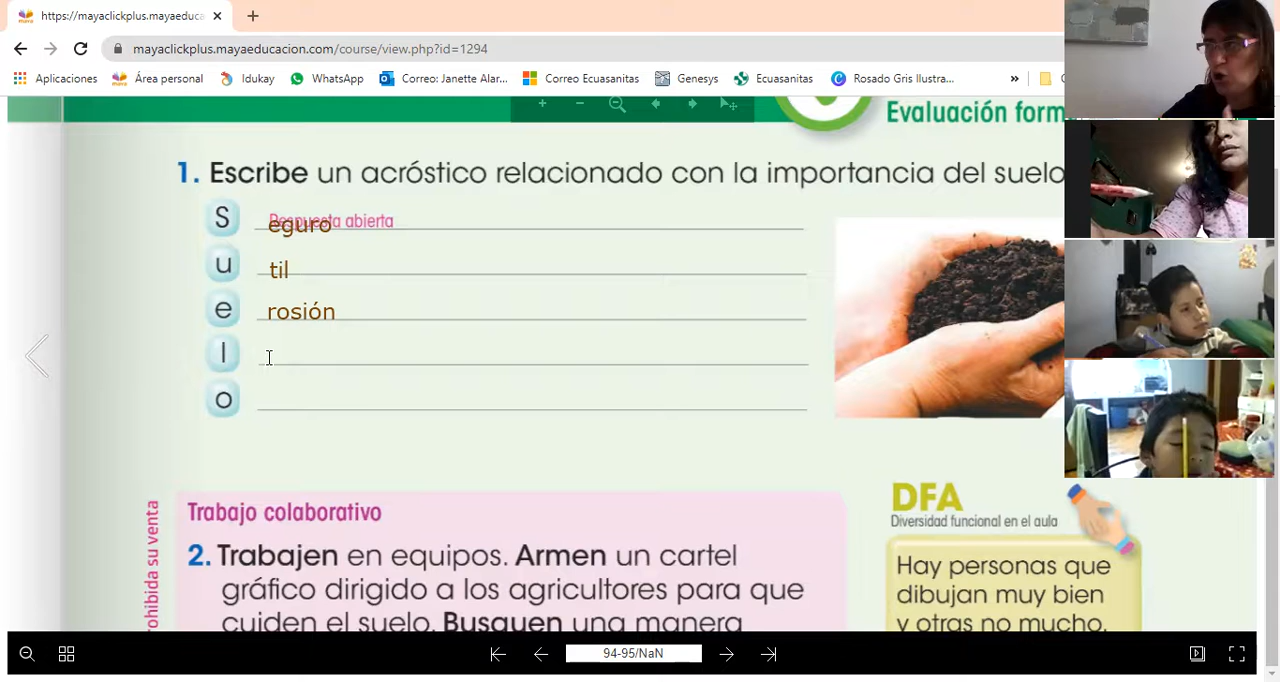 https://mayaclickplus.mayaeduca
mayaclickplus.mayaeducacion.com/course/view.php?id=1294
Aplicaciones Área personal Idukay WhatsApp Correo: Janette Alar... Correo Ecuasanitas Genesys Ecuasanitas Rosado Gris Ilustra... »
Evaluación form
1. Escribe un acróstico relacionado con la importancia del suelo
S Respuesta abierta
eguro
u til
e rosión
l
o
Trabajo colaborativo
2. Trabajen en equipos. Armen un cartel
gráfico dirigido a los agricultores para que
cuiden el suelo. Busquen una manera
rohibida su venta
DFA
Diversidad funcional en el aula
Hay personas que
dibujan muy bien
y otras no mucho.
94-95/NaN